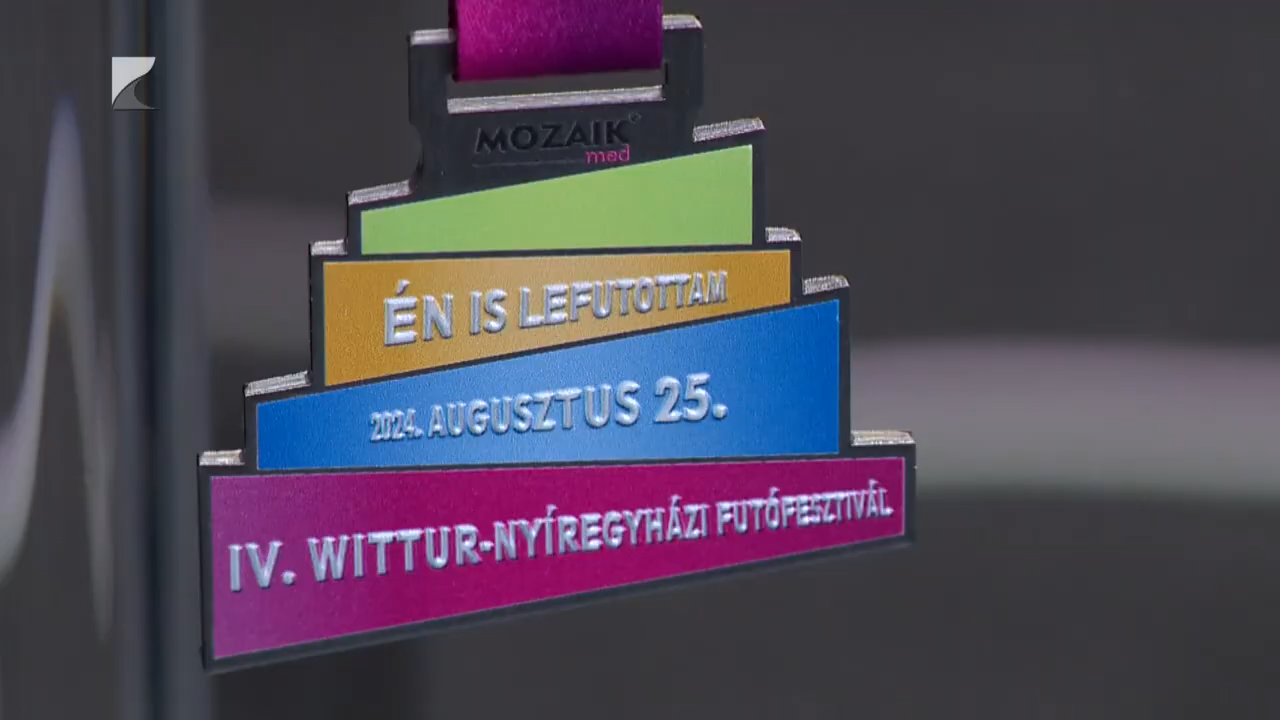 MOZAIK
med
ÉN IS LEFUTOTTAM
2024. AUGUSZTUS 25.
IV. WITTUR-NYÍREGYHÁZI FUTÓFESZTIVÁL